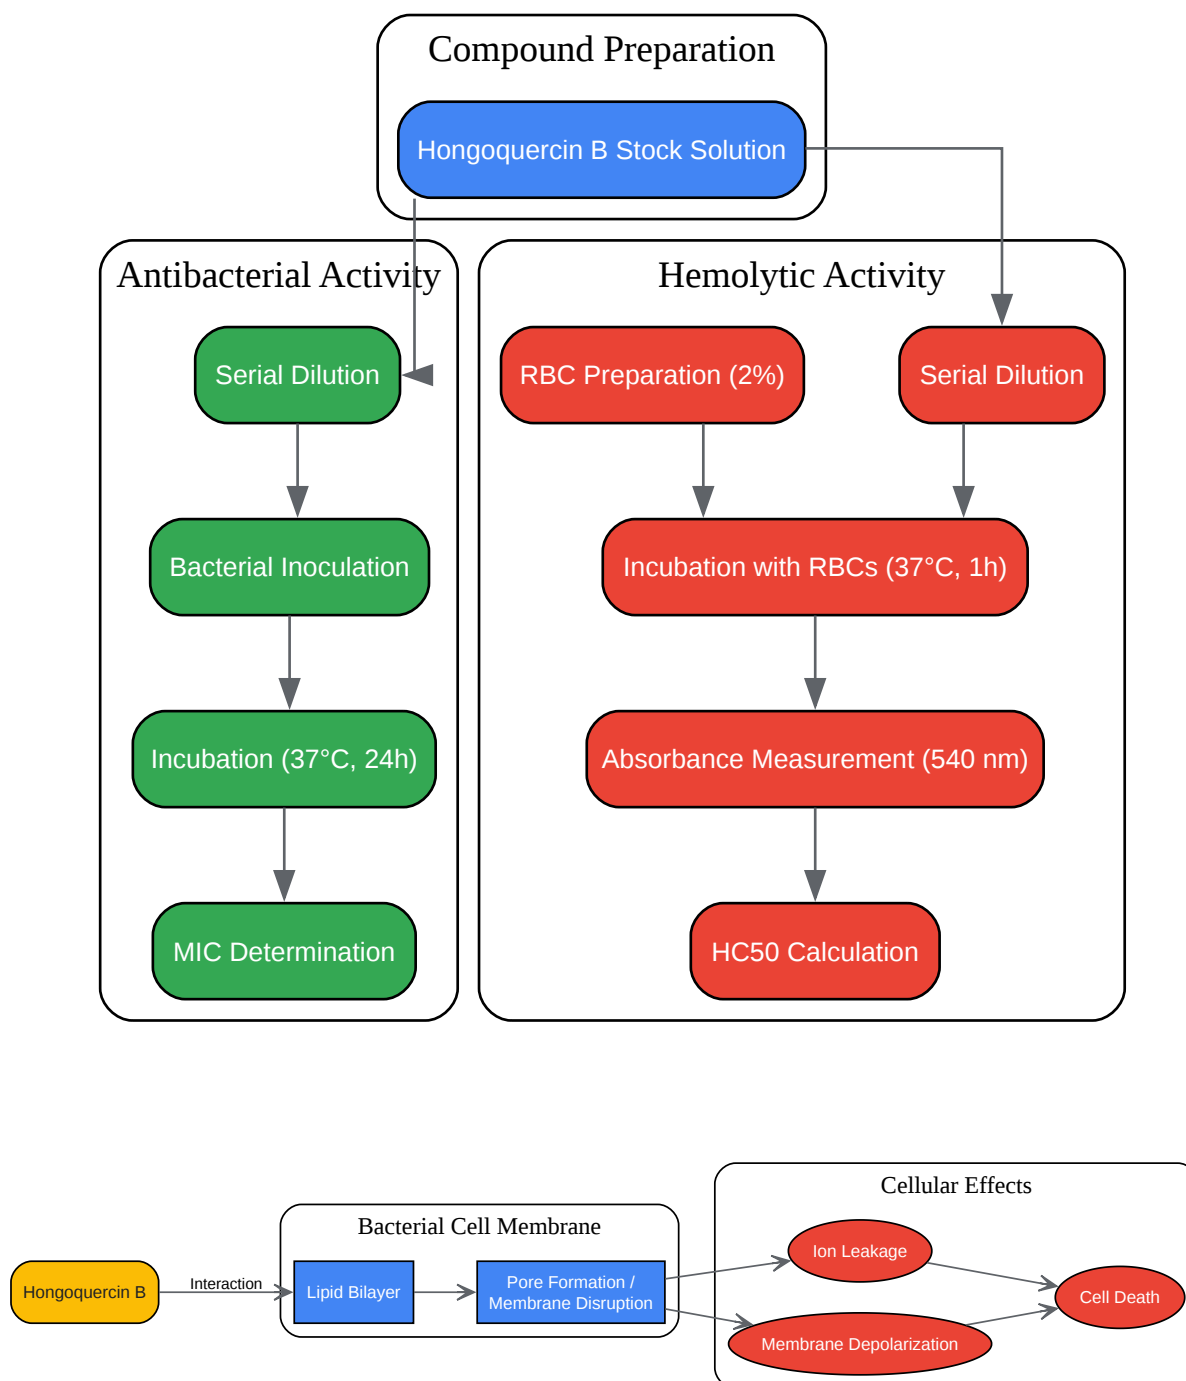 Compound Preparation
Hongoquercin B Stock Solution
Antibacterial Activity
Serial Dilution
Bacterial Inoculation
Incubation (37°C, 24h)
MIC Determination
Hemolytic Activity
RBC Preparation (2%)
Serial Dilution
Incubation with RBCs (37°C, 1h)
Absorbance Measurement (540 nm)
HC50 Calculation
Hongoquercin B
Interaction
Bacterial Cell Membrane
Lipid Bilayer
Pore Formation /
Membrane Disruption
Cellular Effects
Ion Leakage
Membrane Depolarization
Cell Death